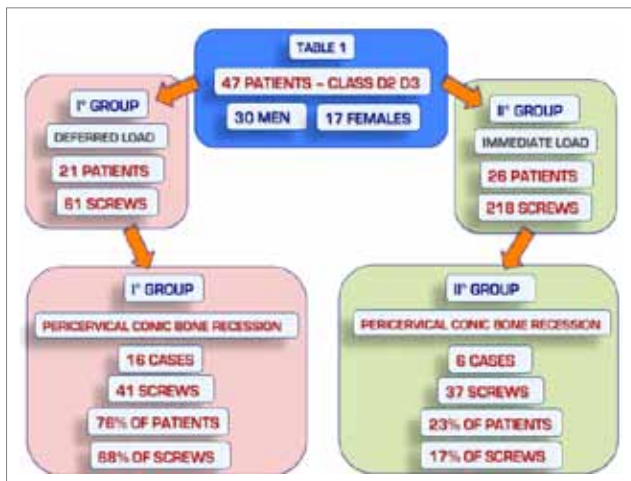 TABLE 1
47 PATIENTS – CLASS D2 D3
30 MEN
17 FEMALES
I° GROUP
DEFERRED LOAD
21 PATIENTS
61 SCREWS
II° GROUP
IMMEDIATE LOAD
26 PATIENTS
218 SCREWS
I° GROUP
PERICERVICAL CONIC BONE RECESSION
16 CASES
41 SCREWS
76% OF PATIENTS
68% OF SCREWS
II° GROUP
PERICERVICAL CONIC BONE RECESSION
6 CASES
37 SCREWS
23% OF PATIENTS
17% OF SCREWS